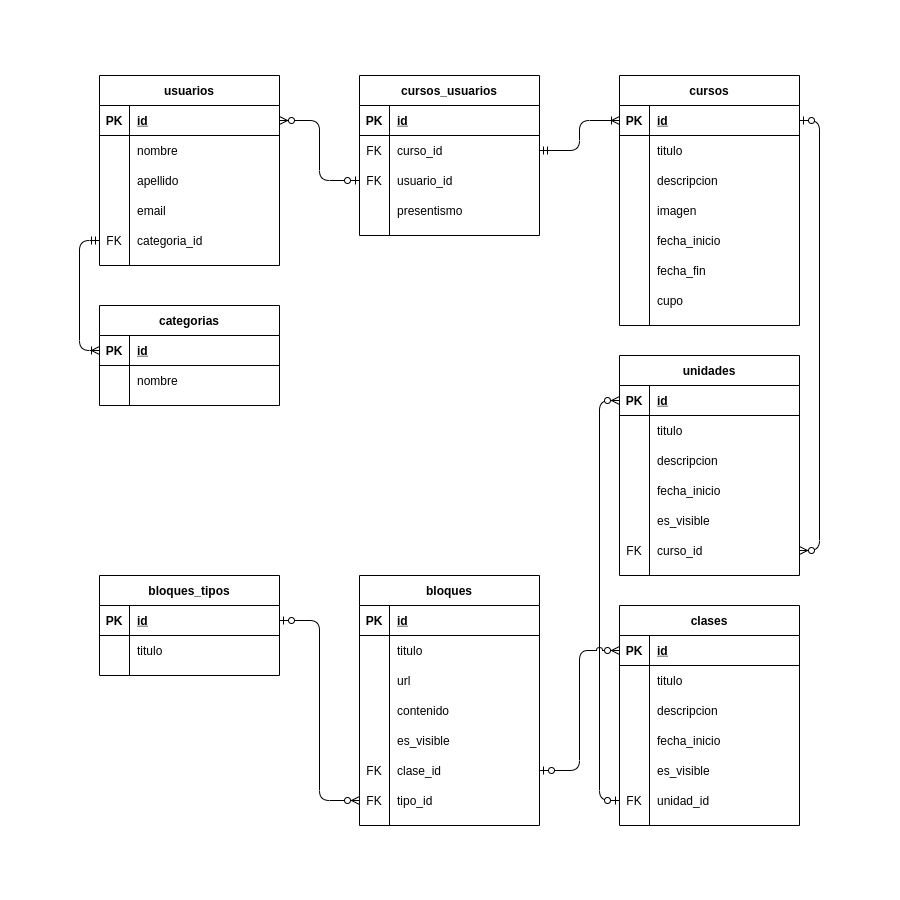 usuarios
PK id
nombre
apellido
email
FK categoria_id
cursos_usuarios
PK id
FK curso_id
FK usuario_id
presentismo
cursos
PK id
titulo
descripcion
imagen
fecha_inicio
fecha_fin
cupo
categorias
PK id
nombre
unidades
PK id
titulo
descripcion
fecha_inicio
es_visible
FK curso_id
bloques_tipos
PK id
titulo
bloques
PK id
titulo
url
contenido
es_visible
FK clase_id
FK tipo_id
clases
PK id
titulo
descripcion
fecha_inicio
es_visible
FK unidad_id